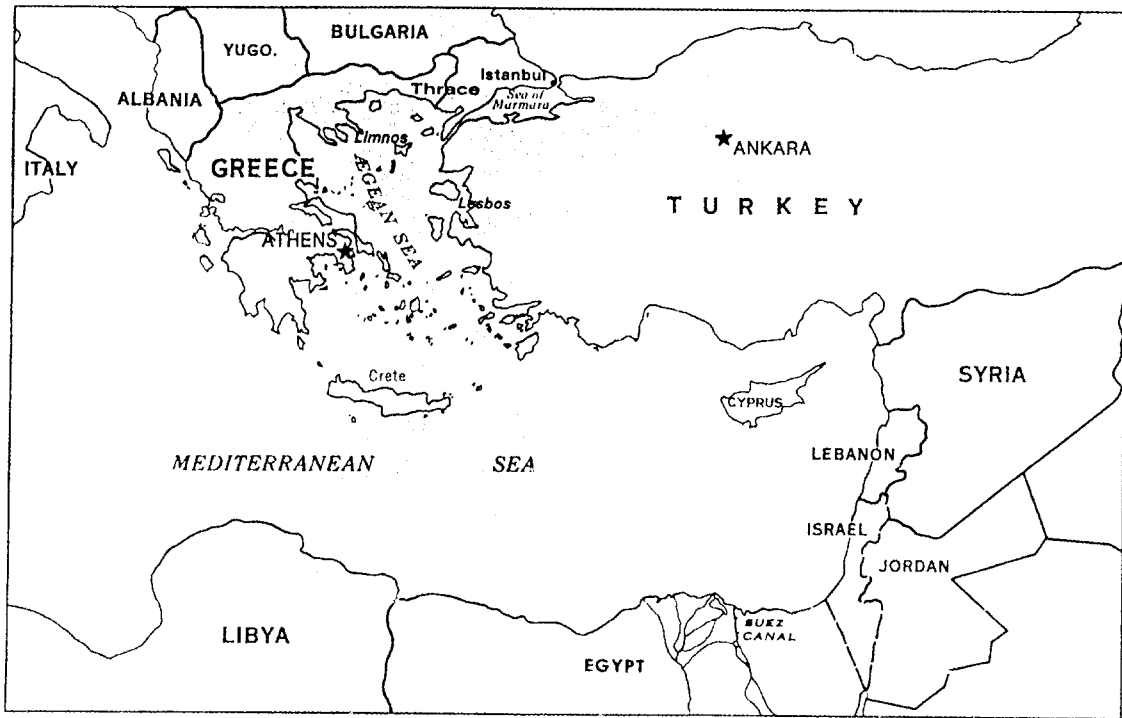 BULGARIA
YUGO.
Istanbul
Thrace
Sea of
Marmara
ALBANIA
ITALY
GREECE
Limnos
ÆGEAN SEA
★ANKARA
TURKEY
Lesbos
ATHENS
Crete
CYPRUS
SYRIA
MEDITERRANEAN SEA
LEBANON
ISRAEL
JORDAN
LIBYA
EGYPT
SUEZ
CANAL